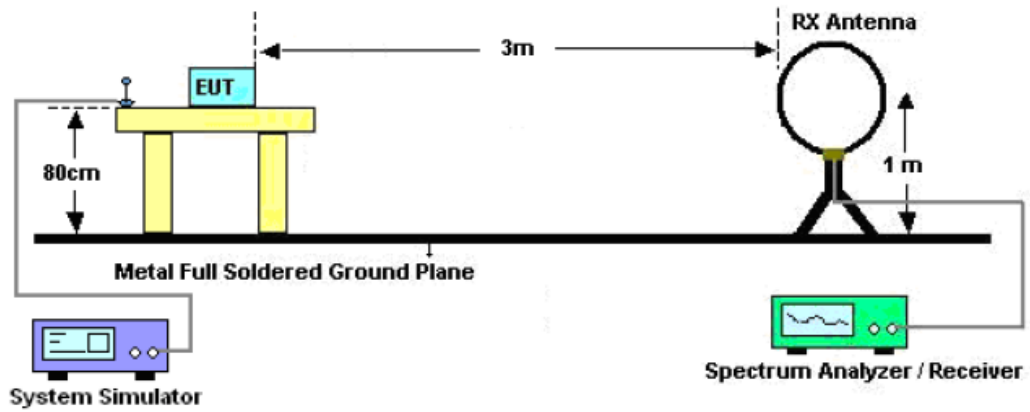 RX Antenna
3m
EUT
80cm
1 m
Metal Full Soldered Ground Plane
System Simulator
Spectrum Analyzer / Receiver